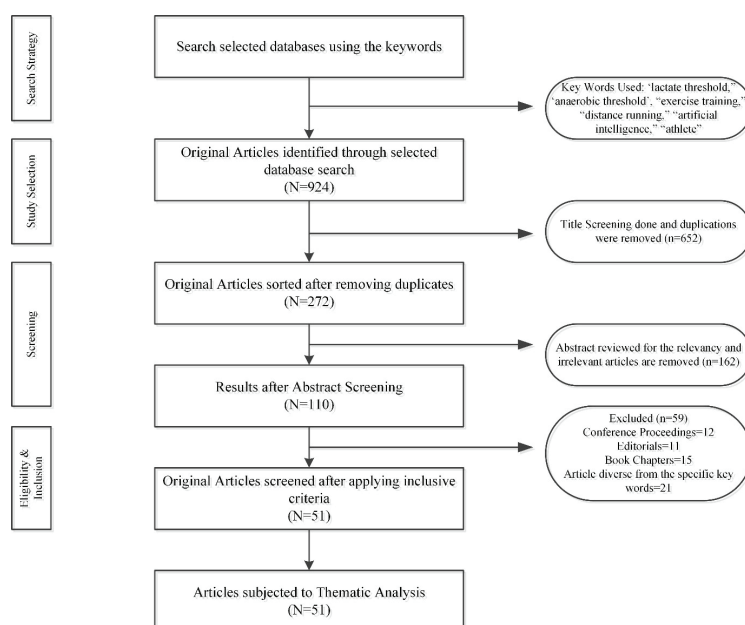 Search Strategy
Search selected databases using the keywords
Key Words Used: 'lactate threshold,"
'anaerobic threshold', "exercise training,"
"distance running," "artificial
intelligence," "athlete"
Study Selection
Original Articles identified through selected
database search
(N=924)
Title Screening done and duplications
were removed (n=652)
Screening
Original Articles sorted after removing duplicates
(N=272)
Abstract reviewed for the relevancy and
irrelevant articles are removed (n=162)
Results after Abstract Screening
(N=110)
Eligibility &
Inclusion
Excluded (n=59)
Conference Proceedings=12
Editorials=11
Book Chapters=15
Article diverse from the specific key
words=21
Original Articles screened after applying inclusive
criteria
(N=51)
Articles subjected to Thematic Analysis
(N=51)